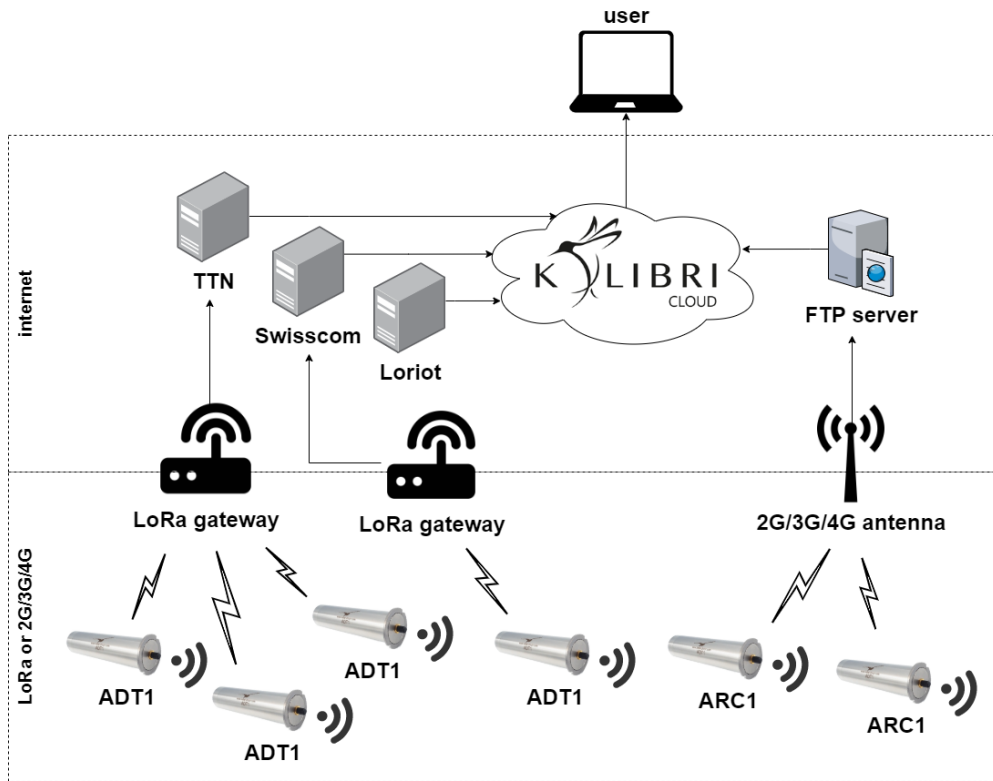 user
internet
TTN
Swisscom
Loriot
KOLIBRI
CLOUD
FTP server
LoRa gateway
LoRa gateway
2G/3G/4G antenna
LoRa or 2G/3G/4G
ADT1
ADT1
ADT1
ADT1
ARC1
ARC1